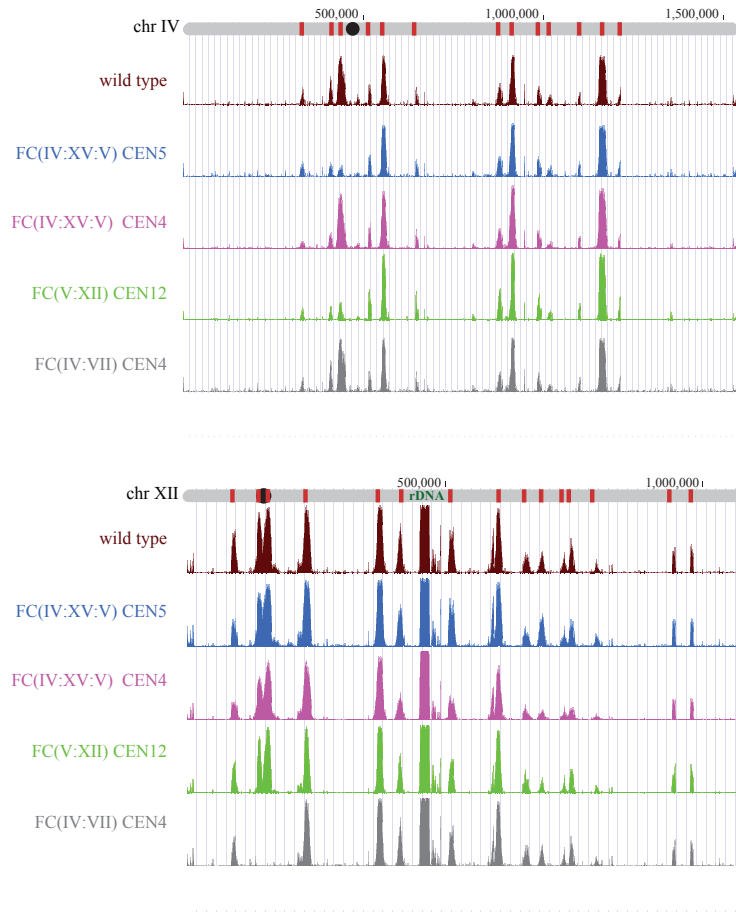 500,000 1,000,000 1,500,000
chr IV
wild type
FC(IV:XV:V) CEN5
FC(IV:XV:V) CEN4
FC(V:XII) CEN12
FC(IV:VII) CEN4
500,000 1,000,000
chr XII rDNA
wild type
FC(IV:XV:V) CEN5
FC(IV:XV:V) CEN4
FC(V:XII) CEN12
FC(IV:VII) CEN4